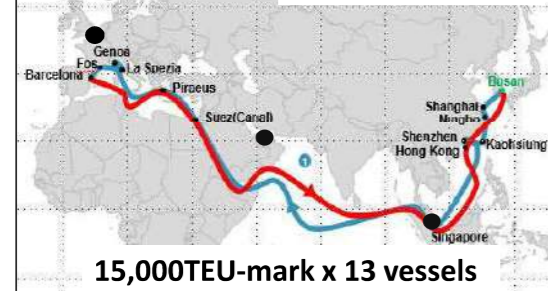 Genoa
Fos
La Spezia
Barcelona
Piraeus
Busan
Shanghai
Ningbo
Suez(Canal)
Shenzhen
Kaohsiung
Hong Kong
1
Singapore
15,000TEU-mark x 13 vessels